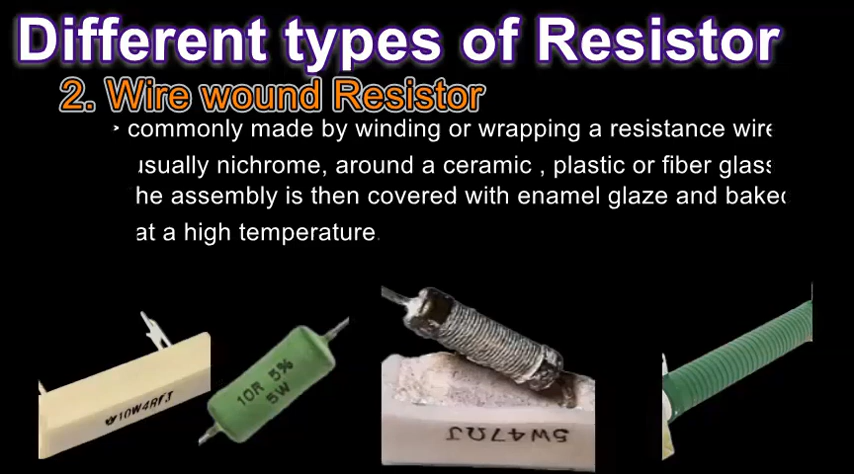 Different types of Resistor
2. Wire wound Resistor
commonly made by winding or wrapping a resistance wire
usually nichrome, around a ceramic , plastic or fiber glass
he assembly is then covered with enamel glaze and baked
at a high temperature.
10R 5%
5W
5W47ΩJ